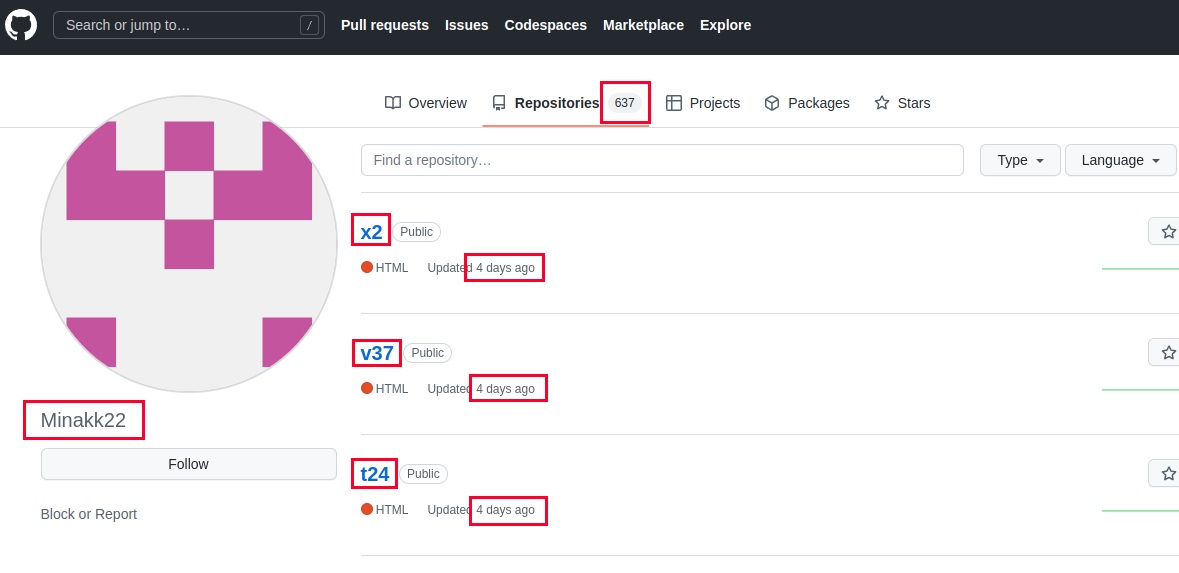 Search or jump to… / Pull requests Issues Codespaces Marketplace Explore
Overview Repositories 637 Projects Packages Stars
Find a repository… Type Language
x2 Public
HTML Updated 4 days ago
v37 Public
HTML Updated 4 days ago
Minakk22
Follow
Block or Report
t24 Public
HTML Updated 4 days ago